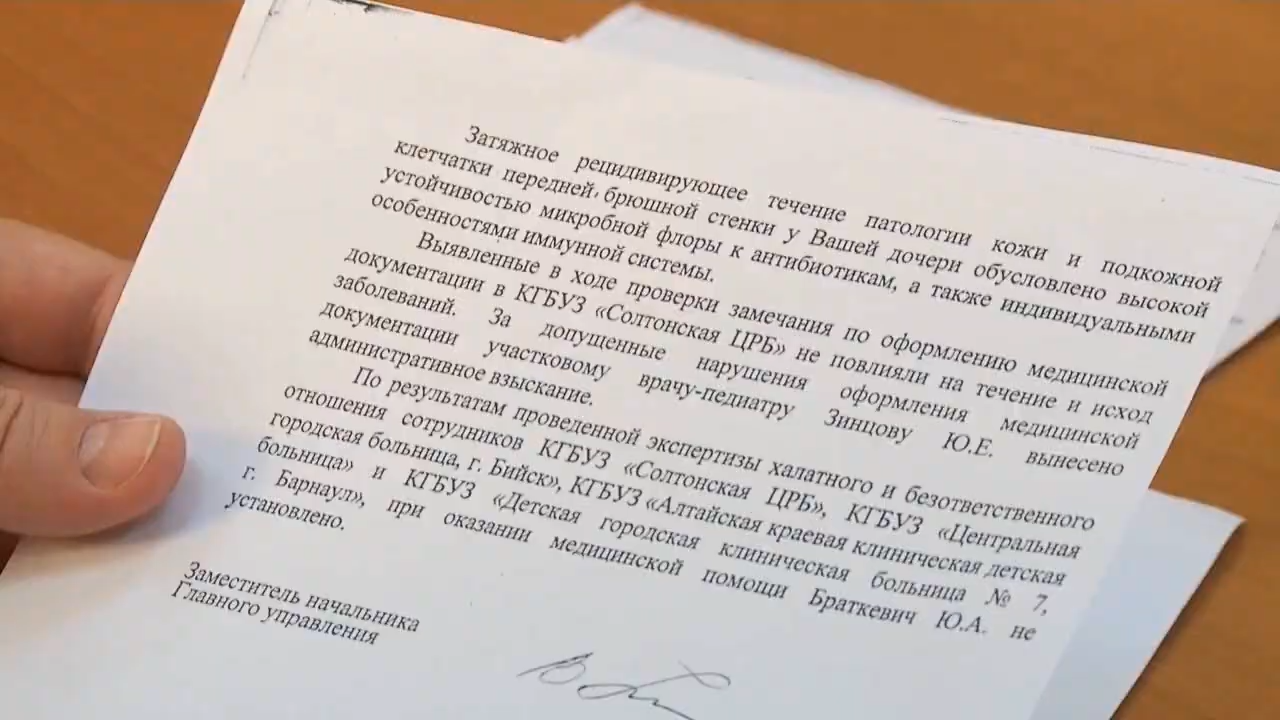 Затяжное рецидивирующее течение патологии кожи и подкожной
клетчатки передней брюшной стенки у Вашей дочери обусловлено высокой
устойчивостью микробной флоры к антибиотикам, а также индивидуальными
особенностями иммунной системы.
Выявленные в ходе проверки замечания по оформлению медицинской
документации в КГБУЗ «Солтонская ЦРБ» не повлияли на течение и исход
заболеваний. За допущенные нарушения оформления медицинской
документации участковому врачу-педиатру Зинцову Ю.Е. вынесено
административное взыскание.
По результатам проведенной экспертизы халатного и безответственного
отношения сотрудников КГБУЗ «Солтонская ЦРБ», КГБУЗ «Центральная
городская больница, г. Бийск», КГБУЗ «Алтайская краевая клиническая детская
больница» и КГБУЗ «Детская городская клиническая больница № 7,
г. Барнаул», при оказании медицинской помощи Браткевич Ю.А. не
установлено.
Заместитель начальника
Главного управления